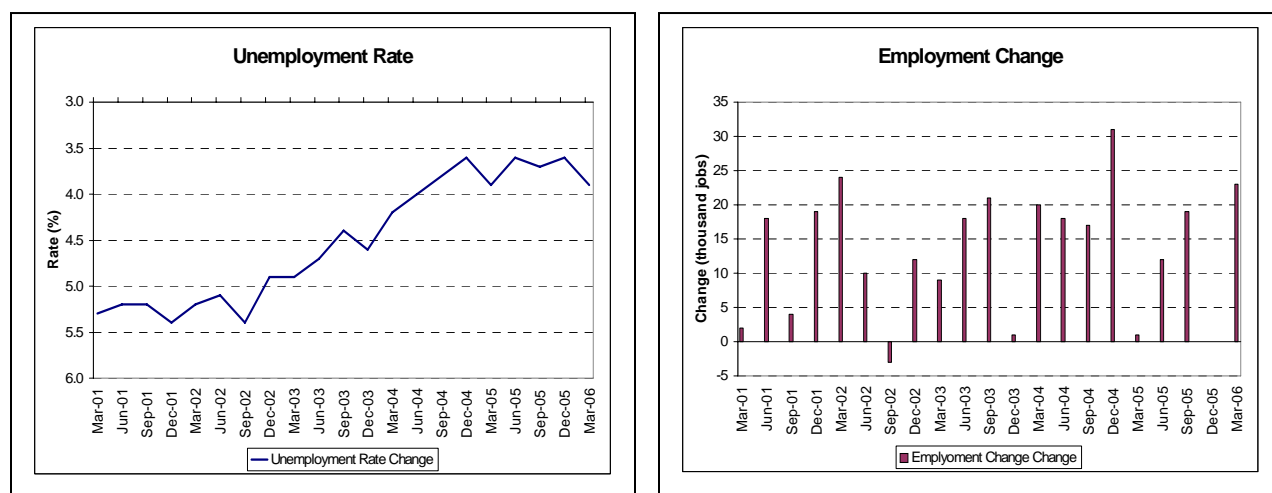 Unemployment Rate
Rate (%)
3.0
3.5
4.0
4.5
5.0
5.5
6.0
Mar-01
Jun-01
Sep-01
Dec-01
Mar-02
Jun-02
Sep-02
Dec-02
Mar-03
Jun-03
Sep-03
Dec-03
Mar-04
Jun-04
Sep-04
Dec-04
Mar-05
Jun-05
Sep-05
Dec-05
Mar-06
Unemployment Rate Change
Employment Change
Change (thousand jobs)
35
30
25
20
15
10
5
0
-5
Mar-01
Jun-01
Sep-01
Dec-01
Mar-02
Jun-02
Sep-02
Dec-02
Mar-03
Jun-03
Sep-03
Dec-03
Mar-04
Jun-04
Sep-04
Dec-04
Mar-05
Jun-05
Sep-05
Dec-05
Mar-06
Emplyoment Change Change